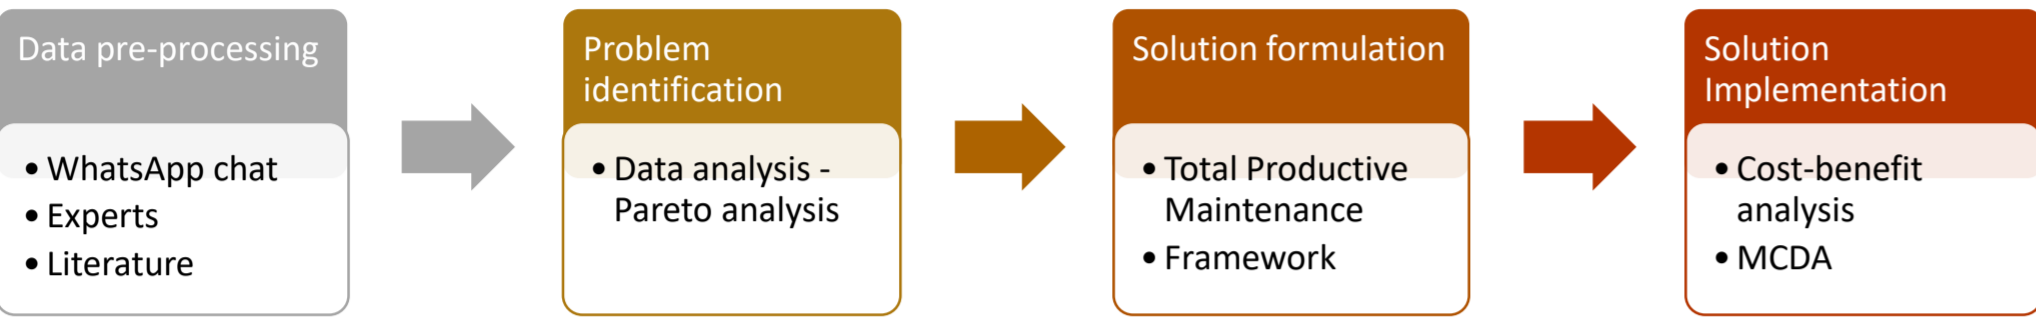 Data pre-processing
• WhatsApp chat
• Experts
• Literature
Problem
identification
• Data analysis -
Pareto analysis
Solution formulation
• Total Productive
Maintenance
• Framework
Solution
Implementation
• Cost-benefit
analysis
• MCDA